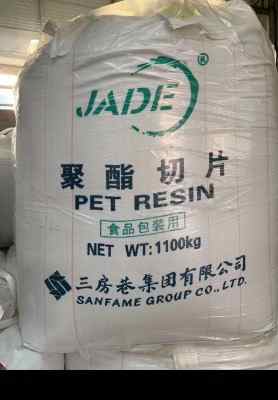 JADE®
聚酯 切片
PET RESIN
食品包装用
NET WT:1100kg
三房巷集团有限公司
SANFAME GROUP CO.,LTD.